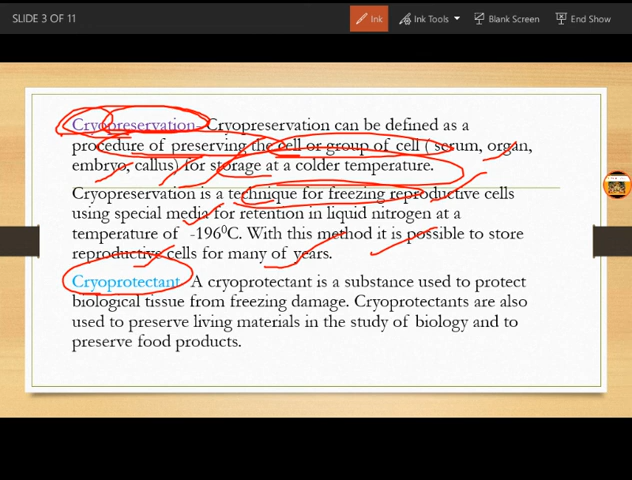 SLIDE 3 OF 11
Ink
Ink Tools
Blank Screen
End Show
Cryopreservation Cryopreservation can be defined as a
procedure of preserving the cell or group of cell ( serum, organ,
embryo, callus) for storage at a colder temperature.
Cryopreservation is a technique for freezing reproductive cells
using special media for retention in liquid nitrogen at a
temperature of -196⁰C. With this method it is possible to store
reproductive cells for many of years.
Cryoprotectant A cryoprotectant is a substance used to protect
biological tissue from freezing damage. Cryoprotectants are also
used to preserve living materials in the study of biology and to
preserve food products.